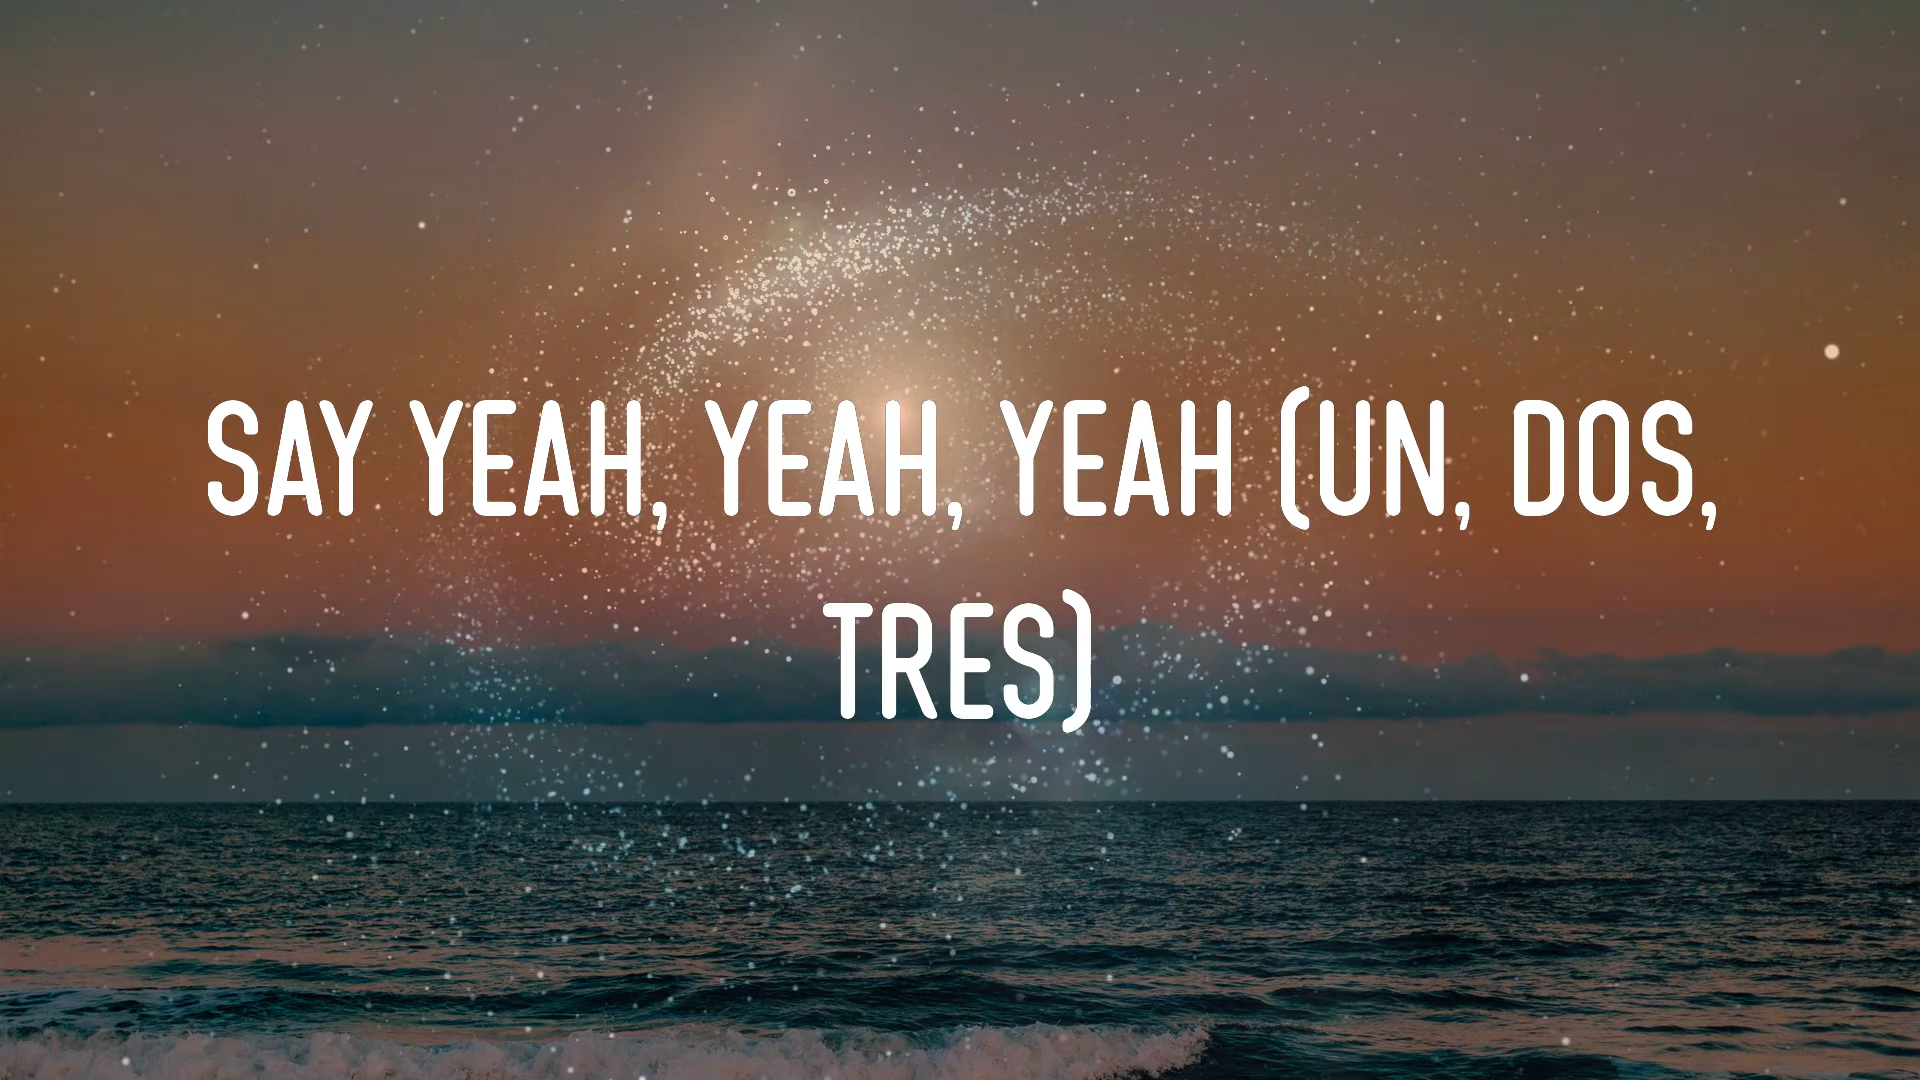 SAY YEAH, YEAH, YEAH (UN, DOS,
TRES)